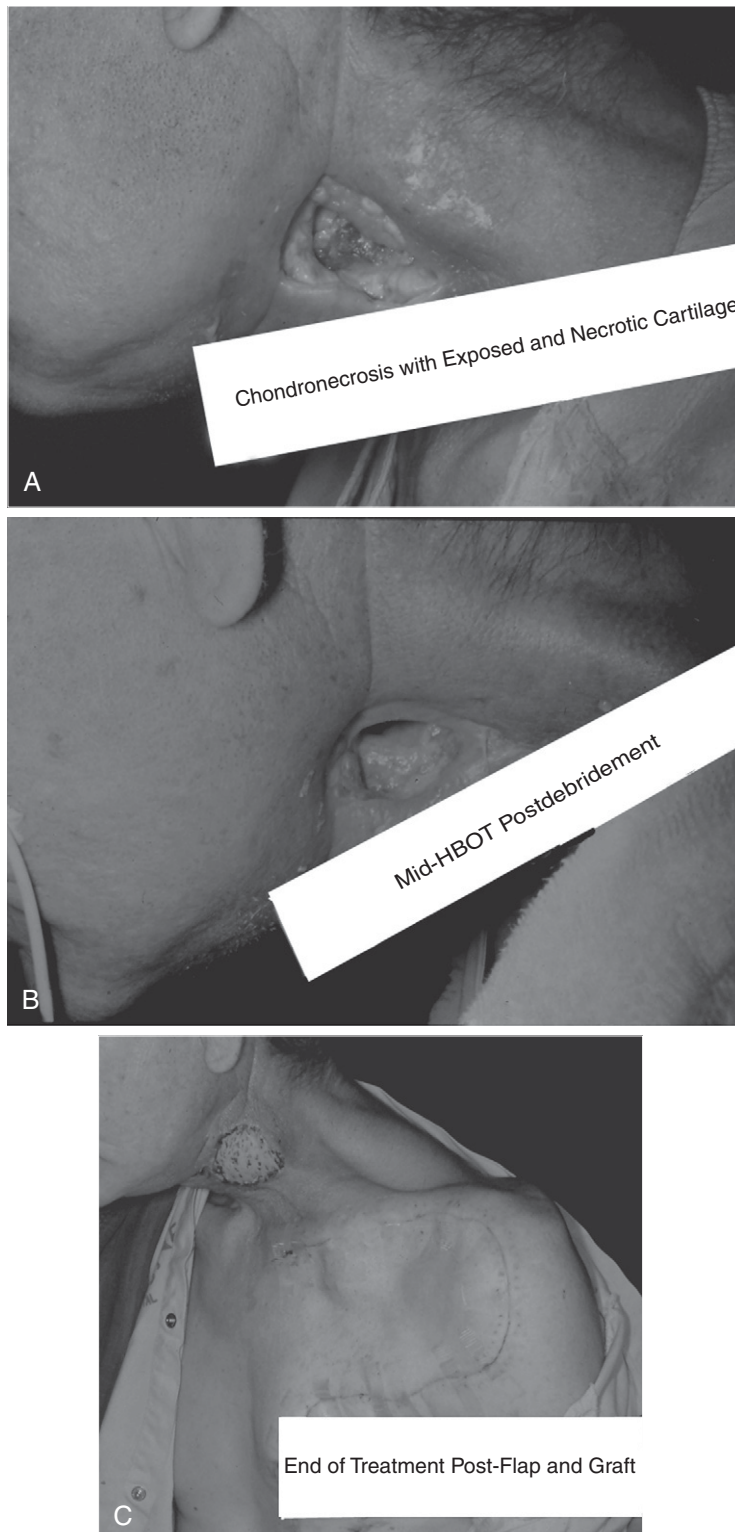 Chondronecrosis with Exposed and Necrotic Cartilage
A
Mid-HBOT Postdebridement
B
End of Treatment Post-Flap and Graft
C